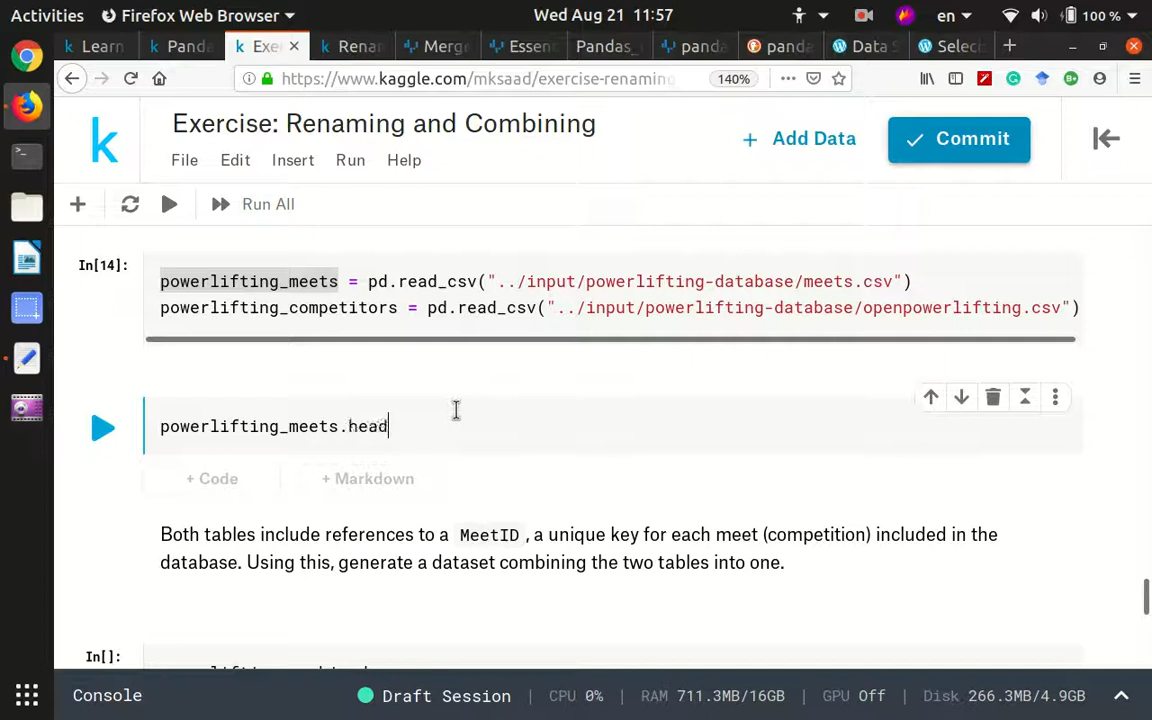 Activities Firefox Web Browser Wed Aug 21 11:57 en 100 %
Learn Panda Exe Rena Merg Essen Pandas_ panda panda Data S Selec
https://www.kaggle.com/mksaad/exercise-renaming 140%
Exercise: Renaming and Combining
+ Add Data Commit
File Edit Insert Run Help
Run All
In[14]:
powerlifting_meets = pd.read_csv("../input/powerlifting-database/meets.csv")
powerlifting_competitors = pd.read_csv("../input/powerlifting-database/openpowerlifting.csv")
powerlifting_meets.head
+ Code + Markdown
Both tables include references to a MeetID , a unique key for each meet (competition) included in the
database. Using this, generate a dataset combining the two tables into one.
In[]:
Console Draft Session CPU 0% RAM 711.3MB/16GB GPU Off Disk 266.3MB/4.9GB